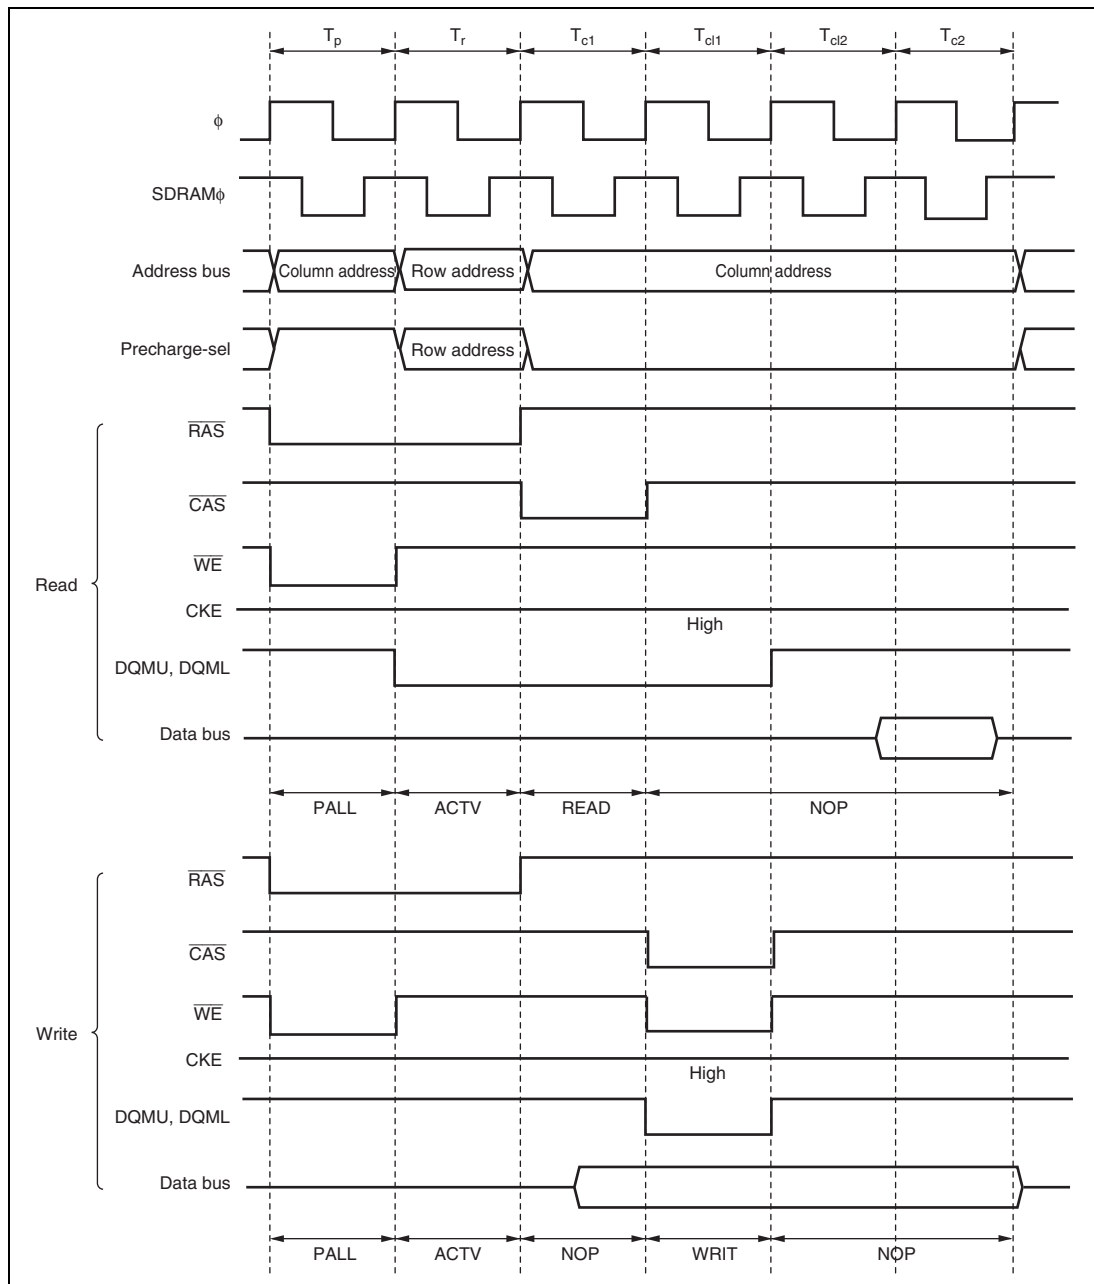 Tp Tr Tc1 Tcl1 Tcl2 Tc2
ϕ
SDRAMϕ
Address bus Column address Row address Column address
Precharge-sel Row address
RAS
CAS
WE
Read
CKE
High
DQMU, DQML
Data bus
PALL ACTV READ NOP
RAS
CAS
WE
Write
CKE
High
DQMU, DQML
Data bus
PALL ACTV NOP WRIT NOP